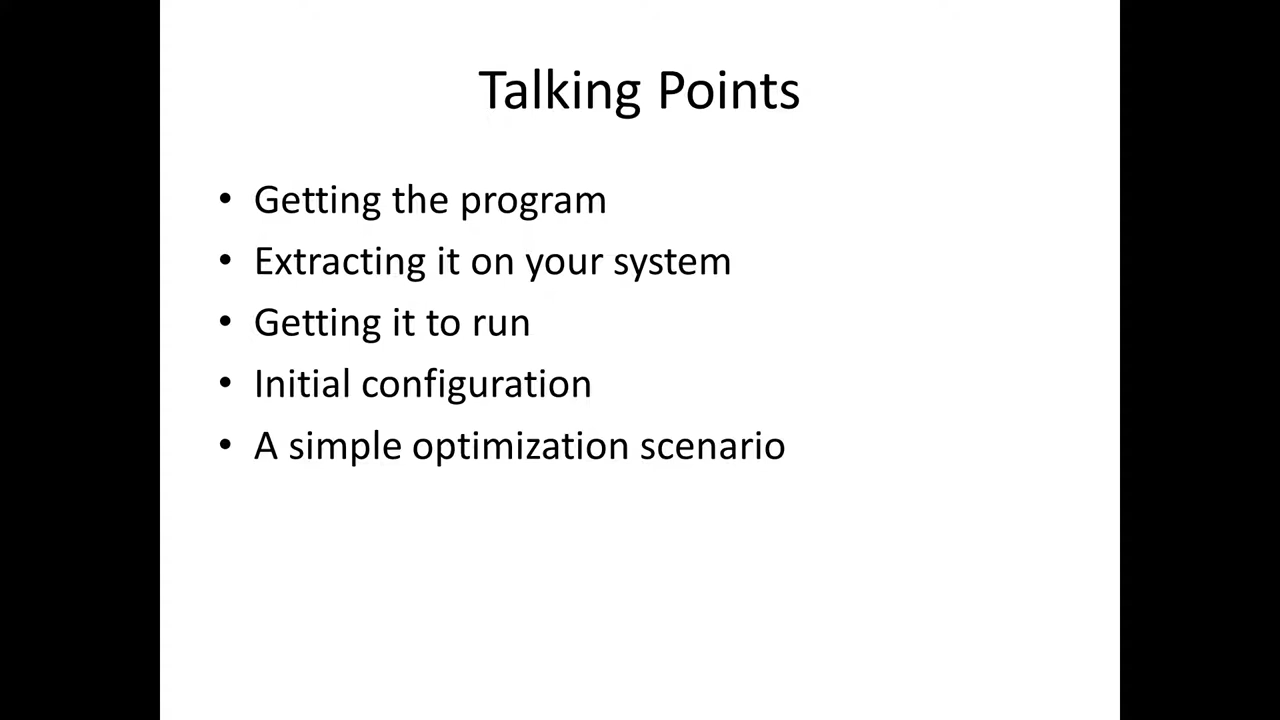 Talking Points
• Getting the program
• Extracting it on your system
• Getting it to run
• Initial configuration
• A simple optimization scenario